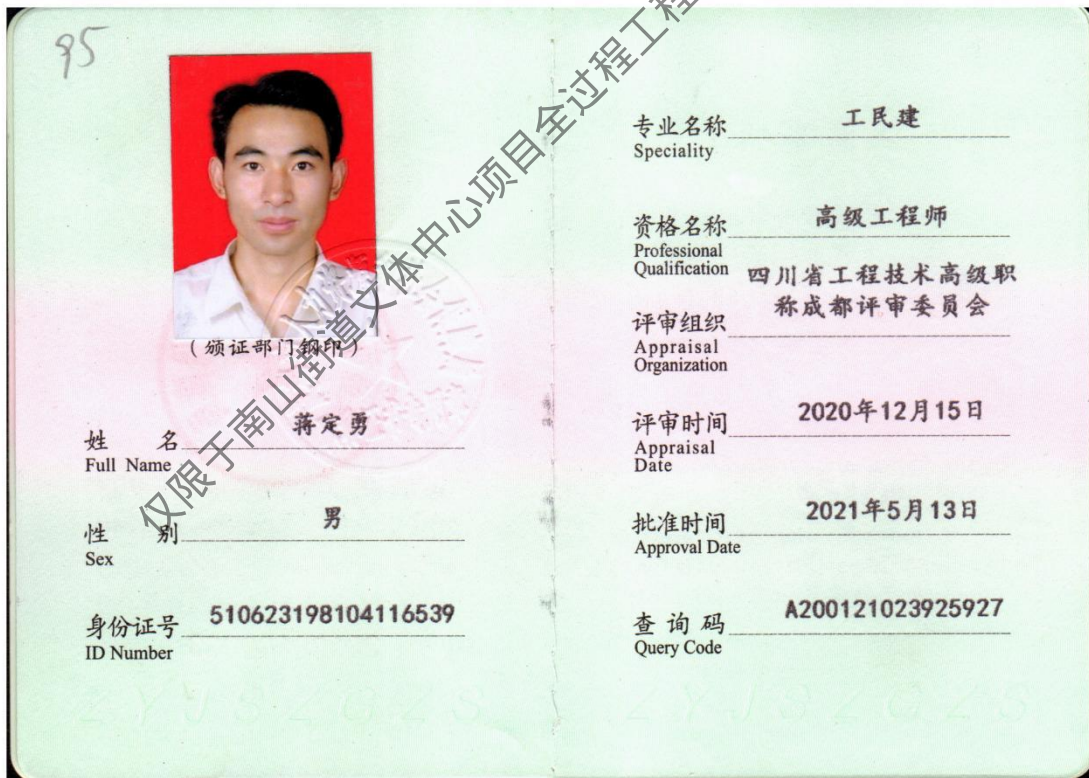 95
(颁证部门钢印)
姓 名 蒋定勇
Full Name
性 别 男
Sex
身份证号 510623198104116539
ID Number
专业名称 工民建
Speciality
资格名称 高级工程师
Professional
Qualification
四川省工程技术高级职
称成都评审委员会
评审组织
Appraisal
Organization
评审时间 2020年12月15日
Appraisal
Date
批准时间 2021年5月13日
Approval Date
查询码 A200121023925927
Query Code
ZYJSZGZS ZYJSZGZS
仅限于南山街道文体中心项目全过程工程